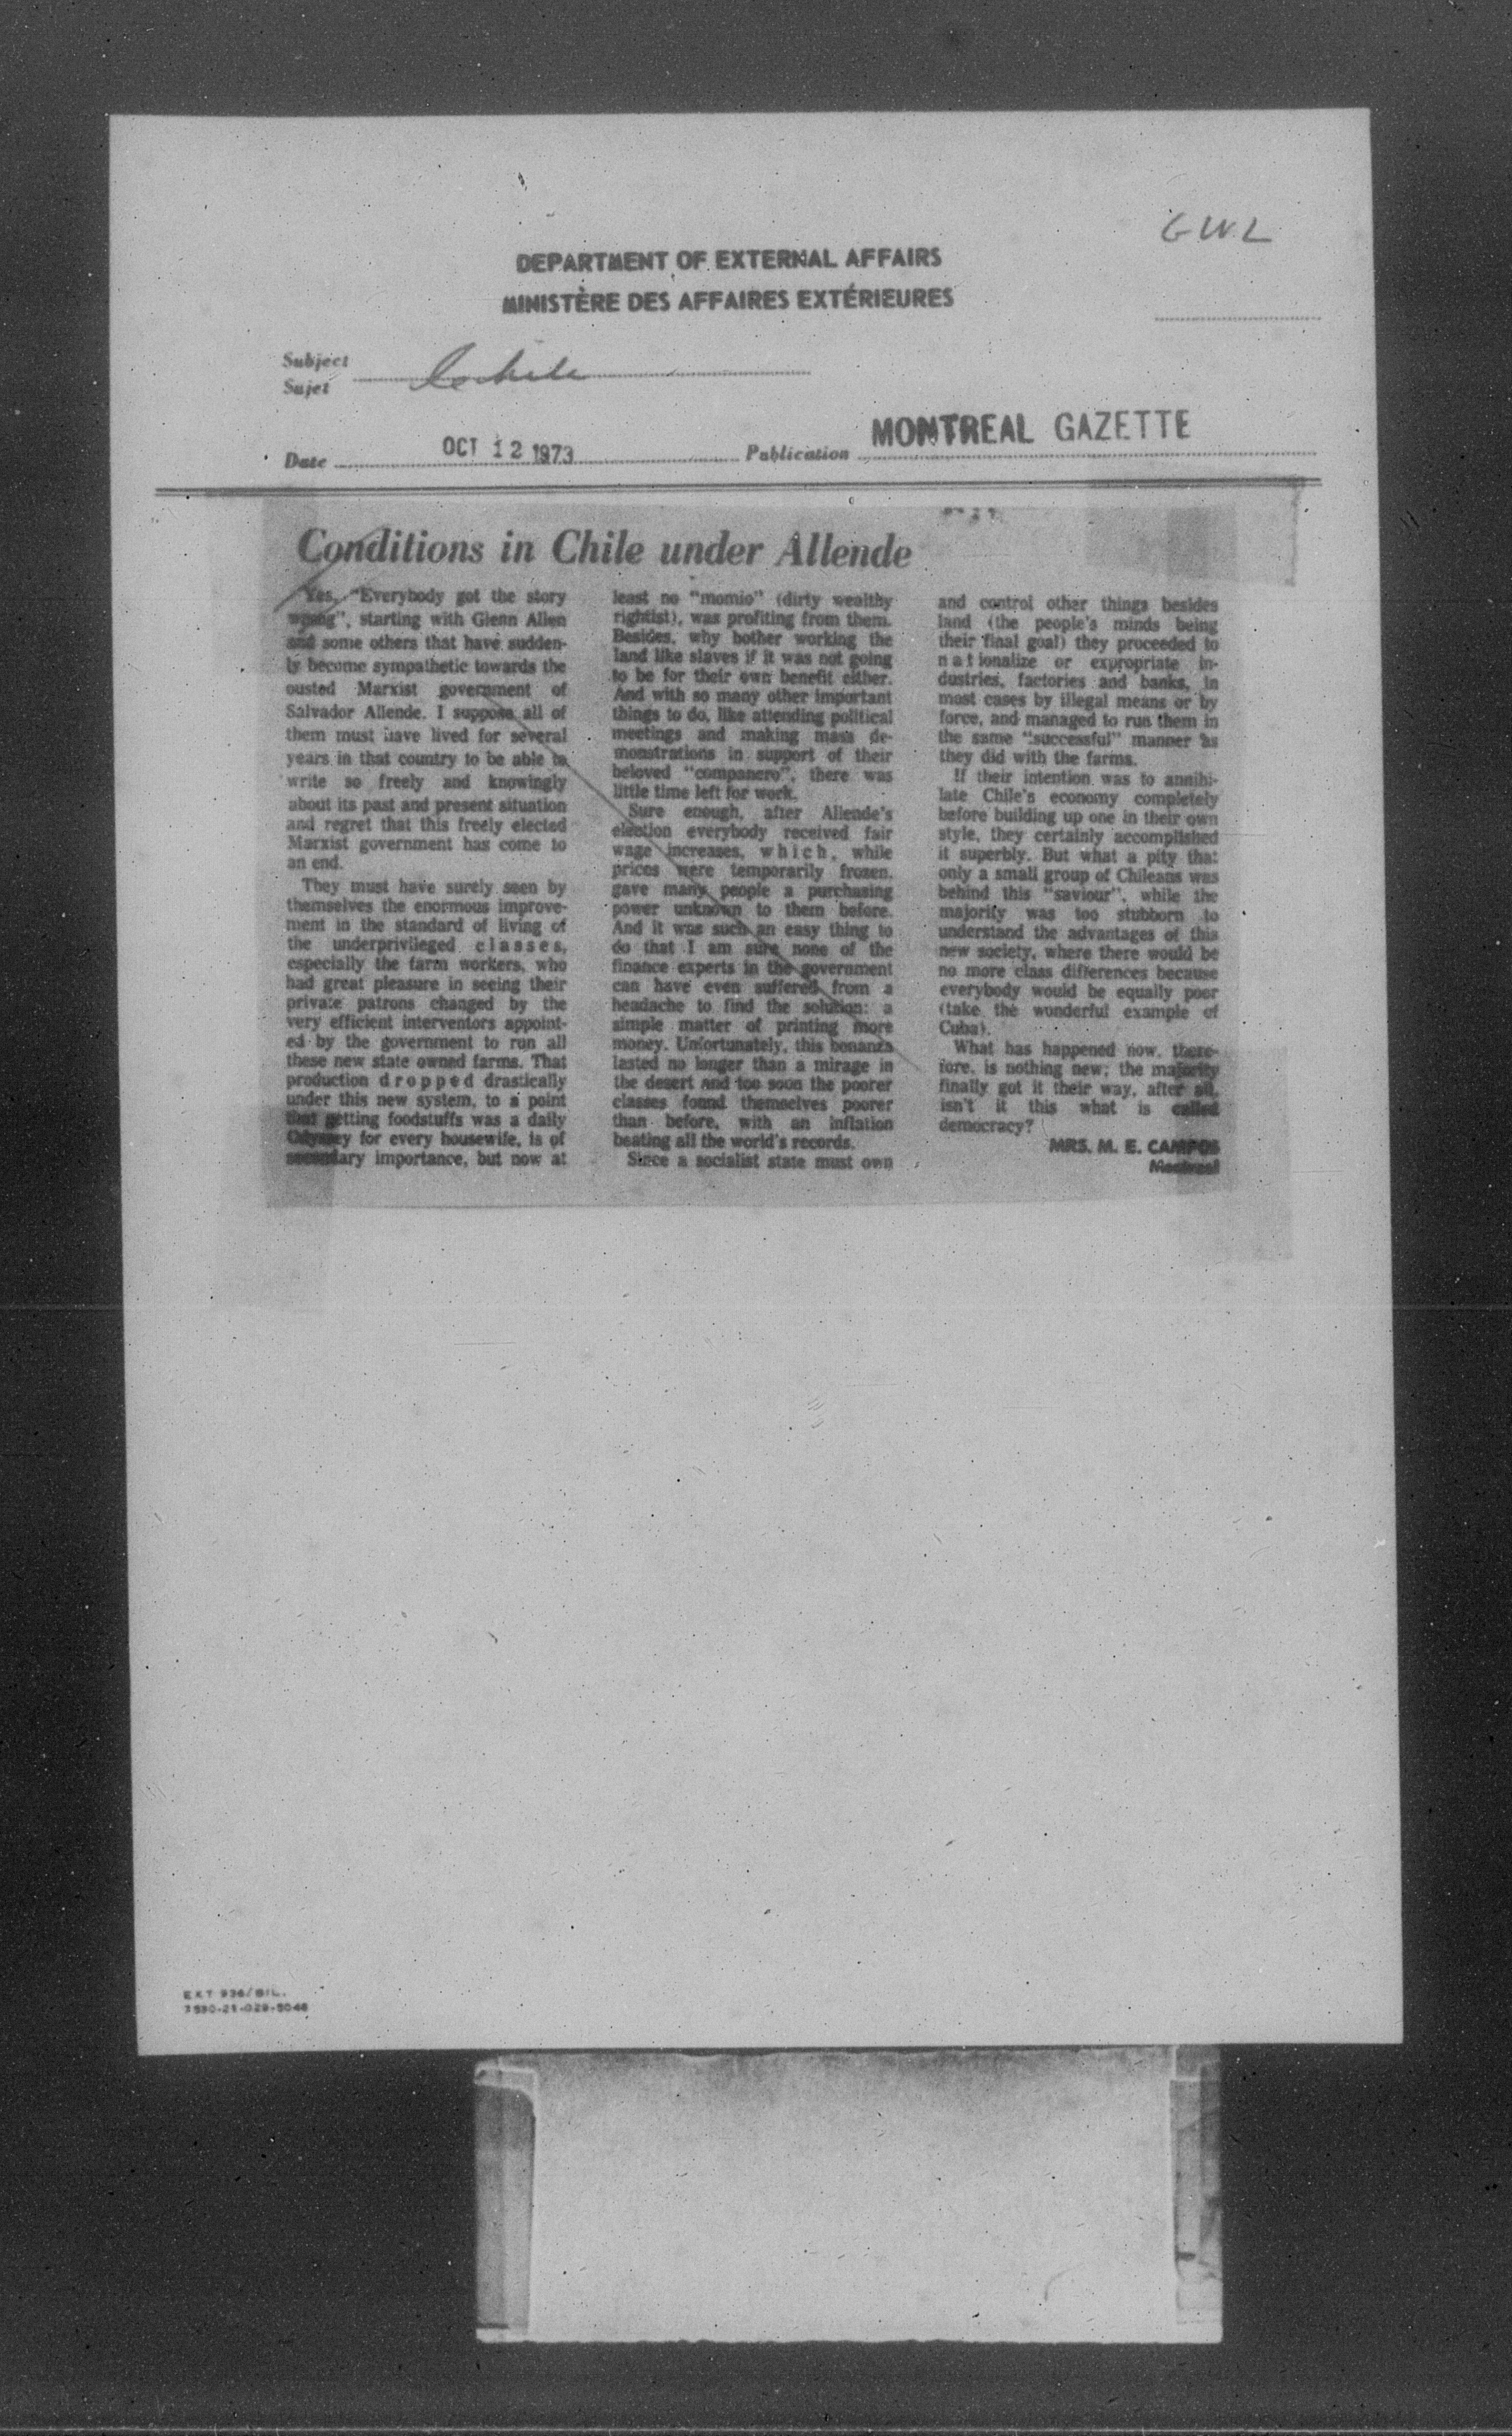 GWL
DEPARTMENT OF EXTERNAL AFFAIRS
MINISTÈRE DES AFFAIRES EXTÉRIEURES
Subject
Sujet
Chile
MONTREAL GAZETTE
Date OCT 12 1973 Publication
Conditions in Chile under Allende
Yes, "Everybody got the story
wrong", starting with Glenn Allen
and some others that have sudden-
ly become sympathetic towards the
ousted Marxist government of
Salvador Allende. I suppose all of
them must have lived for several
years in that country to be able to
write so freely and knowingly
about its past and present situation
and regret that this freely elected
Marxist government has come to
an end.
They must have surely seen by
themselves the enormous improve-
ment in the standard of living of
the underprivileged classes,
especially the farm workers, who
had great pleasure in seeing their
private patrons changed by the
very efficient interventors appoint-
ed by the government to run all
these new state owned farms. That
production dropped drastically
under this new system, to a point
that getting foodstuffs was a daily
Odyssey for every housewife, is of
secondary importance, but now at
least no "momio" (dirty wealthy
rightist), was profiting from them.
Besides, why bother working the
land like slaves if it was not going
to be for their own benefit either.
And with so many other important
things to do, like attending political
meetings and making mass de-
monstrations in support of their
beloved "companero", there was
little time left for work.
Sure enough, after Allende's
election everybody received fair
wage increases, which, while
prices were temporarily frozen,
gave many people a purchasing
power unknown to them before.
And it was such an easy thing to
do that I am sure none of the
finance experts in the government
can have even suffered from a
headache to find the solution: a
simple matter of printing more
money. Unfortunately, this bonanza
lasted no longer than a mirage in
the desert and too soon the poorer
classes found themselves poorer
than before, with an inflation
beating all the world's records.
Since a socialist state must own
and control other things besides
land (the people's minds being
their final goal) they proceeded to
nationalize or expropriate in-
dustries, factories and banks, in
most cases by illegal means or by
force, and managed to run them in
the same "successful" manner as
they did with the farms.
If their intention was to annihi-
late Chile's economy completely
before building up one in their own
style, they certainly accomplished
it superbly. But what a pity that
only a small group of Chileans was
behind this "saviour", while the
majority was too stubborn to
understand the advantages of this
new society, where there would be
no more class differences because
everybody would be equally poor
(take the wonderful example of
Cuba).
What has happened now, there-
fore, is nothing new; the majority
finally got it their way, after all,
isn't it this what is called
democracy?
MRS. M. E. CAMPOS
Montreal
EXT 936/BIL.
7530-21-029-5046